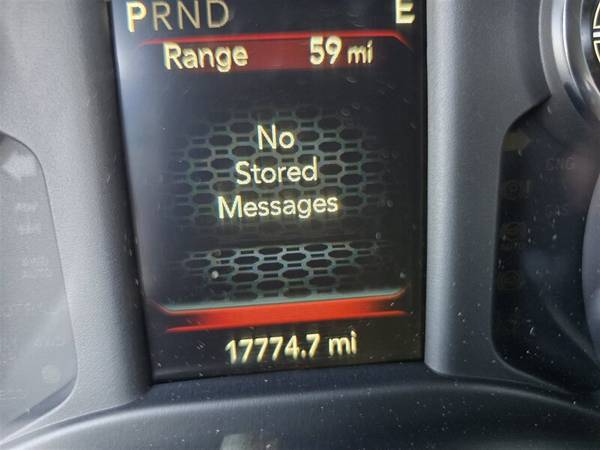 PRND E
Range 59 mi
No
Stored
Messages
17774.7 mi